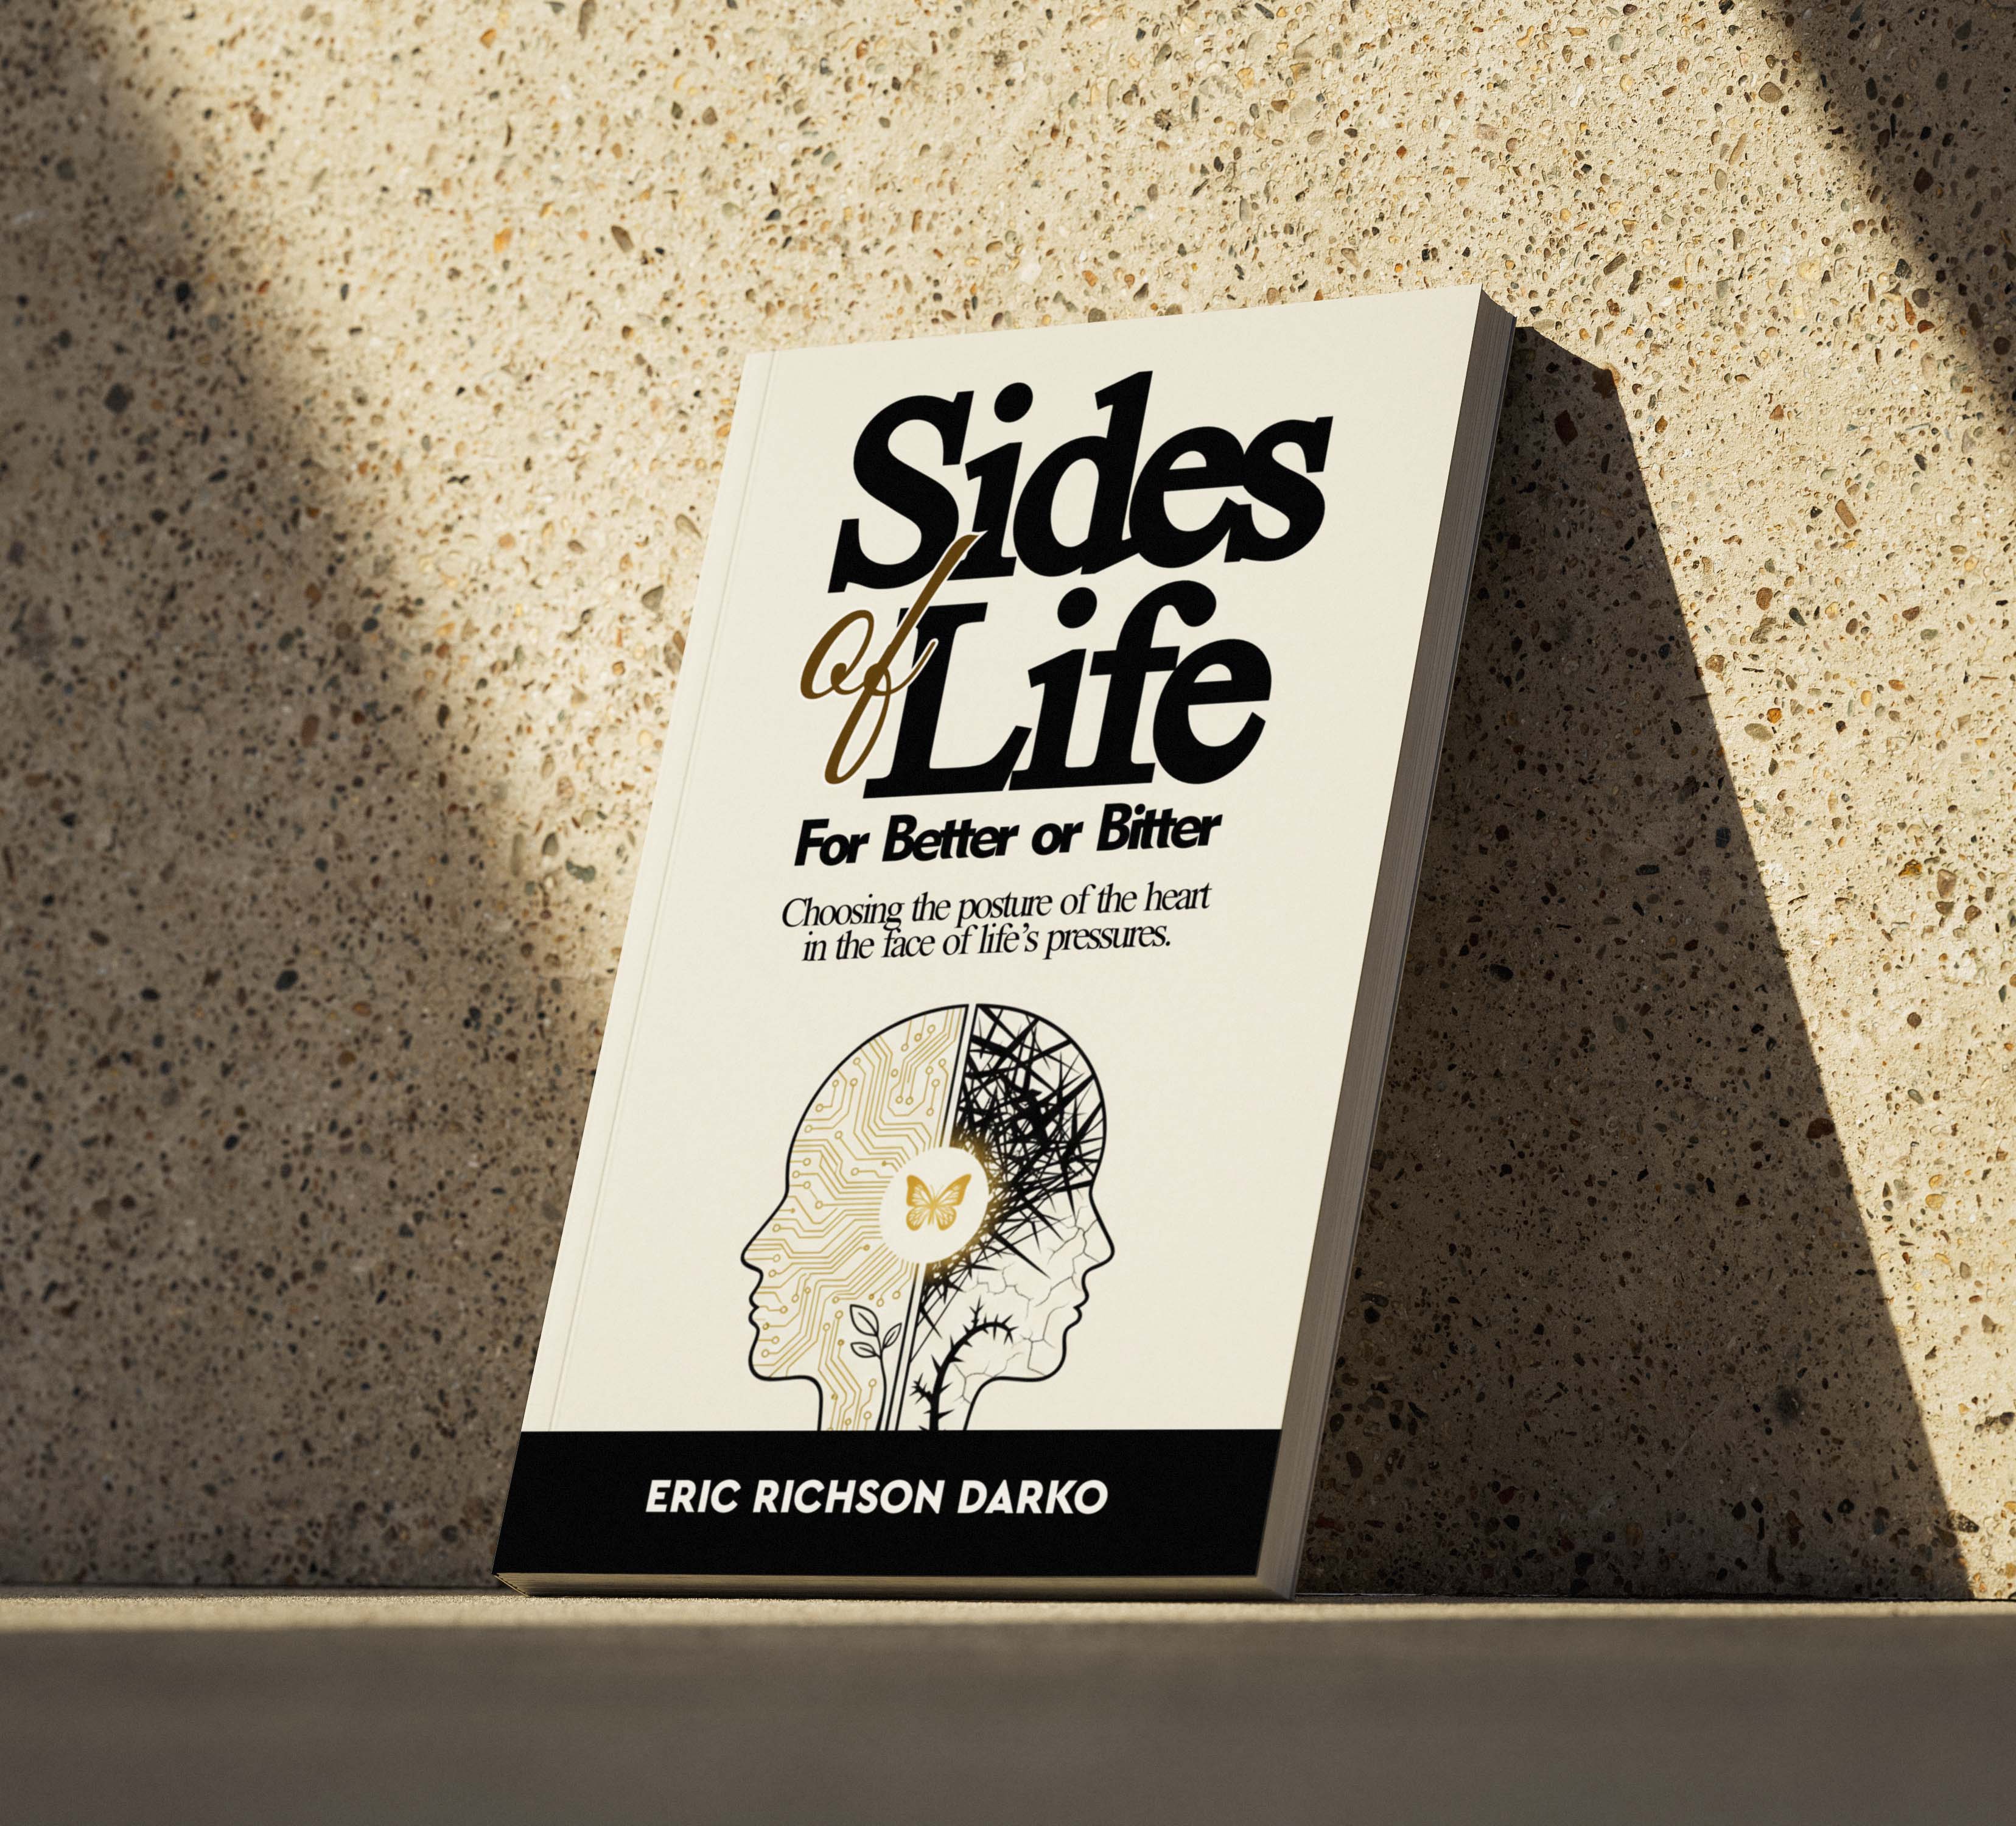 Sides
of Life
For Better or Bitter
Choosing the posture of the heart
in the face of life's pressures.
ERIC RICHSON DARKO